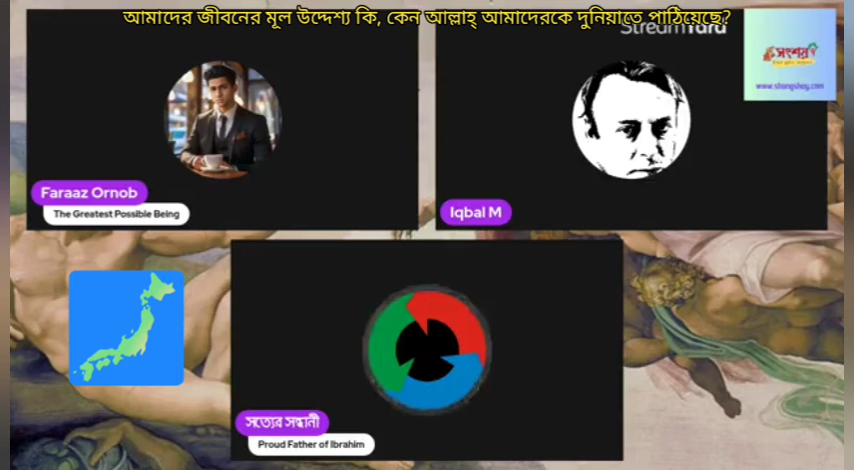 আমাদের জীবনের মূল উদ্দেশ্য কি, কেন আল্লাহ্ আমাদেরকে দুনিয়াতে পাঠিয়েছে?
StreamYard
সংশয়
www.shongshoy.com
Faraaz Ornob
The Greatest Possible Being
Iqbal M
সত্যের সন্ধানী
Proud Father of Ibrahim